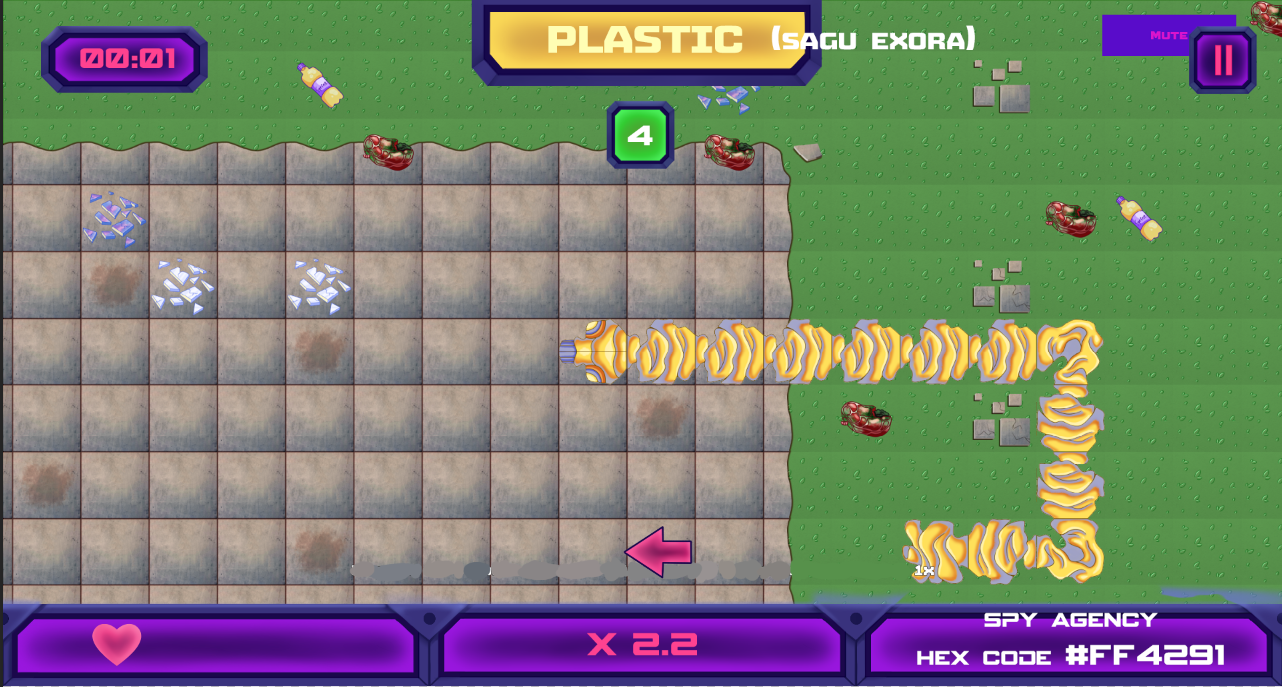 00:01
PLASTIC (SAGU EXORA)
MUTE
4
1X
X 2.2
SPY AGENCY
HEX CODE #FF4291